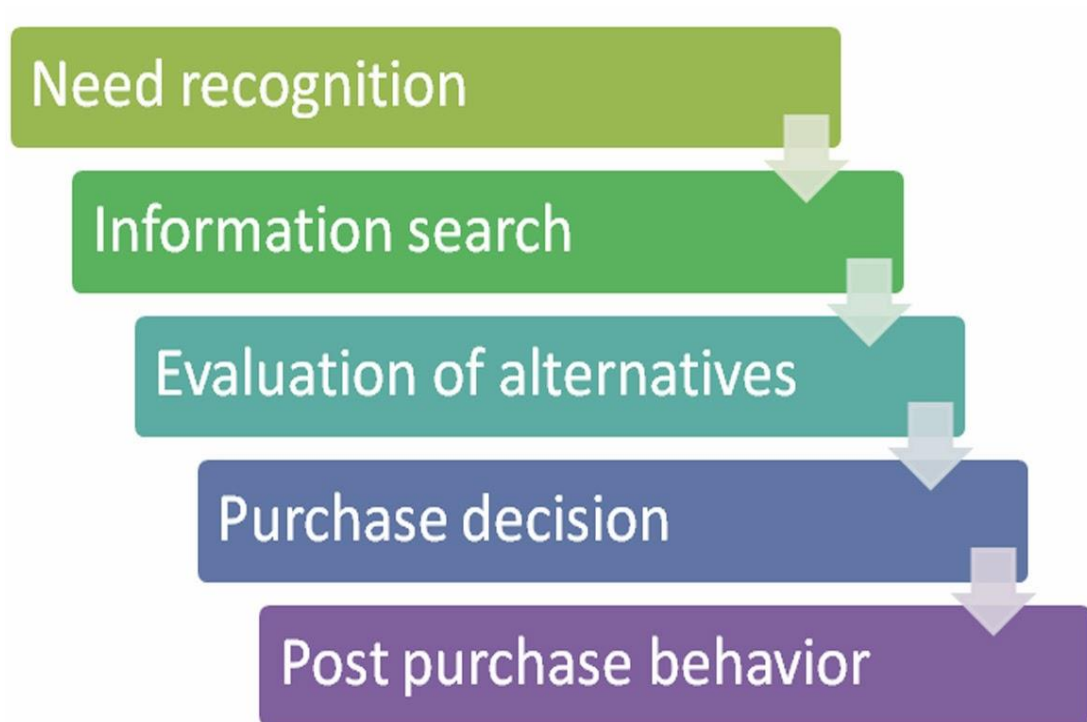 Need recognition
Information search
Evaluation of alternatives
Purchase decision
Post purchase behavior